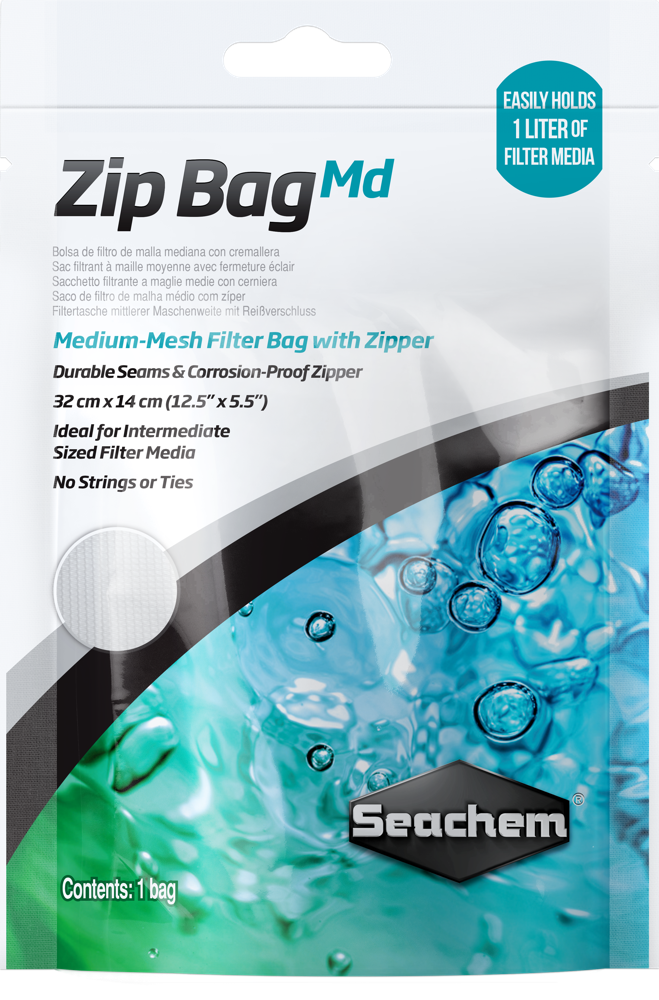 EASILY HOLDS
1 LITER OF
FILTER MEDIA
Zip Bag Md
Bolsa de filtro de malla mediana con cremallera
Sac filtrant à maille moyenne avec fermeture éclair
Sacchetto filtrante a maglie medie con cerniera
Saco de filtro de malha médio com zíper
Filtertasche mittlerer Maschenweite mit Reißverschluss
Medium-Mesh Filter Bag with Zipper
Durable Seams & Corrosion-Proof Zipper
32 cm x 14 cm (12.5” x 5.5”)
Ideal for Intermediate
Sized Filter Media
No Strings or Ties
Seachem®
Contents: 1 bag